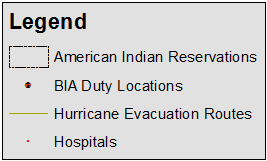 Legend
American Indian Reservations
BIA Duty Locations
Hurricane Evacuation Routes
Hospitals